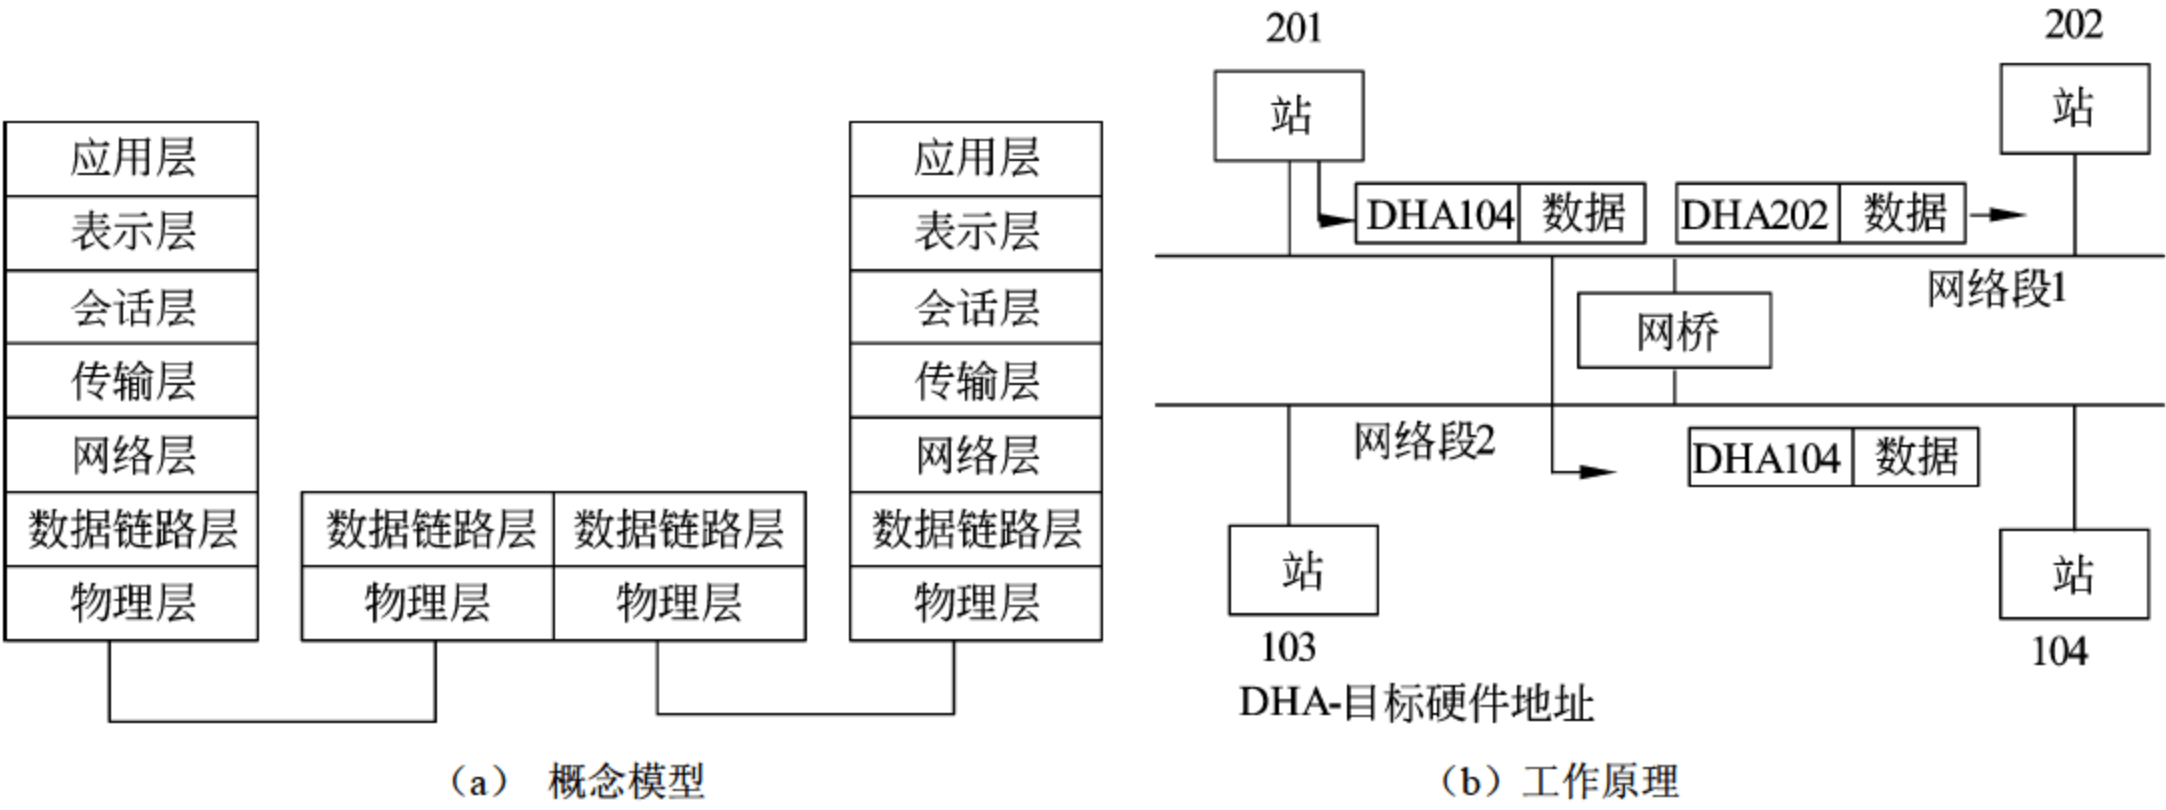 应用层
表示层
会话层
传输层
网络层
数据链路层
物理层
数据链路层 数据链路层
物理层 物理层
应用层
表示层
会话层
传输层
网络层
数据链路层
物理层
（a） 概念模型
201
站
202
站
DHA104 数据
DHA202 数据
网络段1
网桥
网络段2
DHA104 数据
站
103
站
104
DHA-目标硬件地址
（b）工作原理